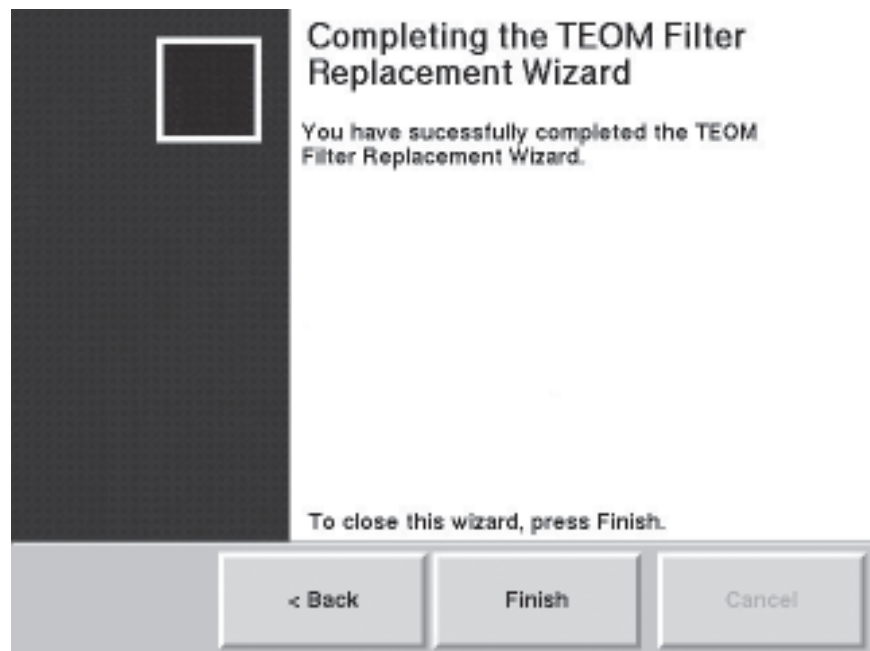 Completing the TEOM Filter
Replacement Wizard
You have sucessfully completed the TEOM
Filter Replacement Wizard.
To close this wizard, press Finish.
< Back
Finish
Cancel